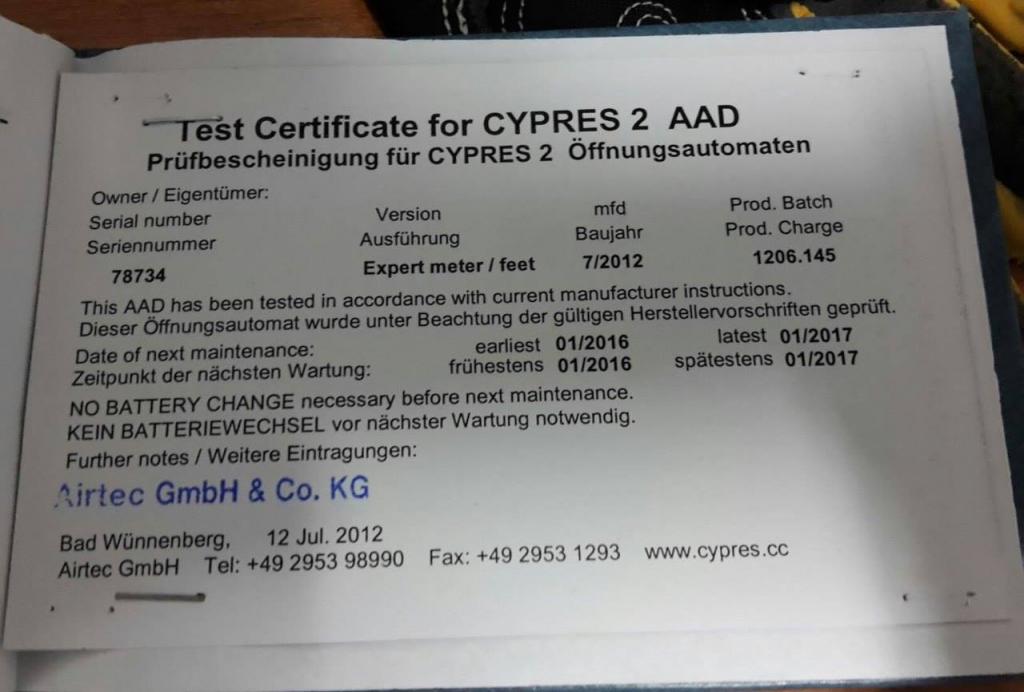 Test Certificate for CYPRES 2 AAD
Prüfbescheinigung für CYPRES 2 Öffnungsautomaten
Owner / Eigentümer:
Serial number Version mfd Prod. Batch
Seriennummer Ausführung Baujahr Prod. Charge
78734 Expert meter / feet 7/2012 1206.145
This AAD has been tested in accordance with current manufacturer instructions.
Dieser Öffnungsautomat wurde unter Beachtung der gültigen Herstellervorschriften geprüft.
Date of next maintenance: earliest 01/2016 latest 01/2017
Zeitpunkt der nächsten Wartung: frühestens 01/2016 spätestens 01/2017
NO BATTERY CHANGE necessary before next maintenance.
KEIN BATTERIEWECHSEL vor nächster Wartung notwendig.
Further notes / Weitere Eintragungen:
Airtec GmbH & Co. KG
Bad Wünnenberg, 12 Jul. 2012
Airtec GmbH Tel: +49 2953 98990 Fax: +49 2953 1293 www.cypres.cc